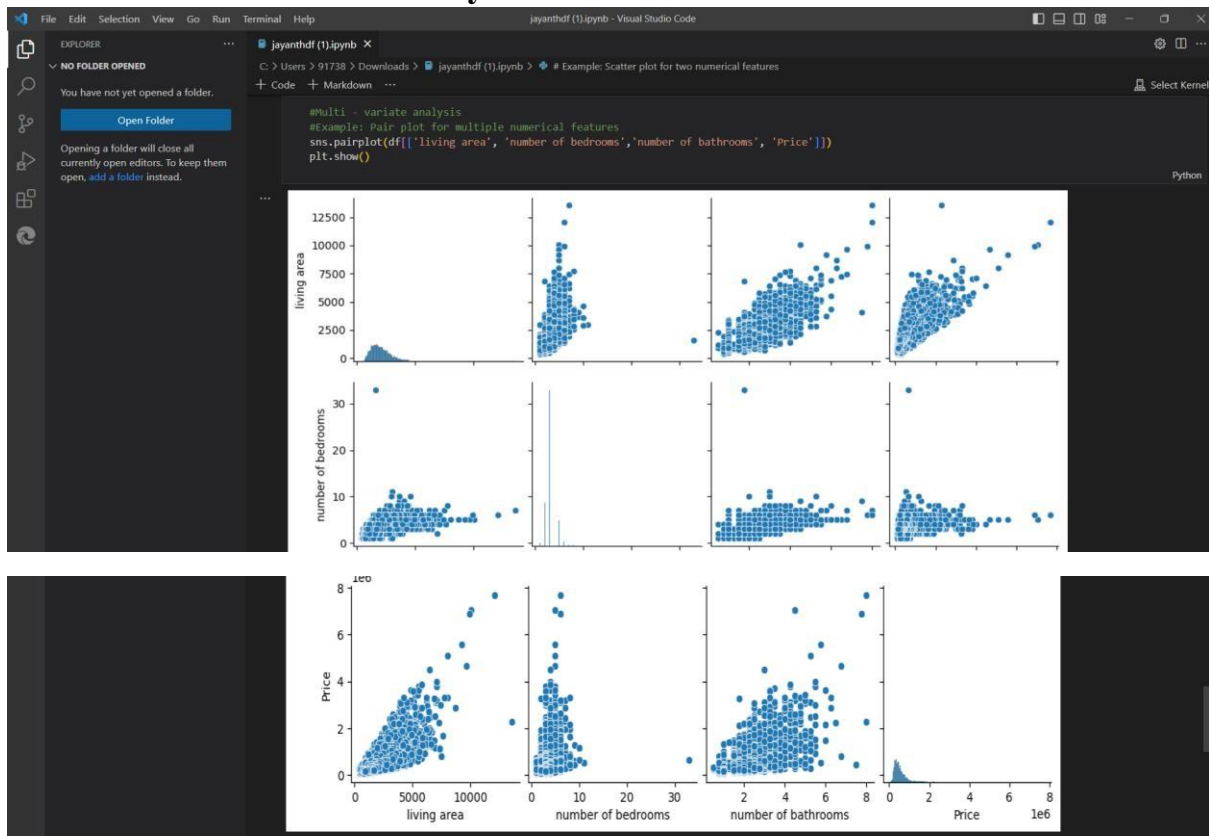 File Edit Selection View Go Run Terminal Help
jayanthdf (1).ipynb - Visual Studio Code
EXPLORER ...
NO FOLDER OPENED
You have not yet opened a folder.
Open Folder
Opening a folder will close all
currently open editors. To keep them
open, add a folder instead.
jayanthdf (1).ipynb
C: > Users > 91738 > Downloads > jayanthdf (1).ipynb > # Example: Scatter plot for two numerical features
+ Code + Markdown ...
Select Kernel
#Multi - variate analysis
#Example: Pair plot for multiple numerical features
sns.pairplot(df[['living area', 'number of bedrooms','number of bathrooms', 'Price']])
plt.show()
Python
...
living area
12500
10000
7500
5000
2500
0
number of bedrooms
30
20
10
0
1e6
Price
8
6
4
2
0
0 5000 10000
living area
0 10 20 30
number of bedrooms
2 4 6 8
number of bathrooms
0 2 4 6 8
Price 1e6